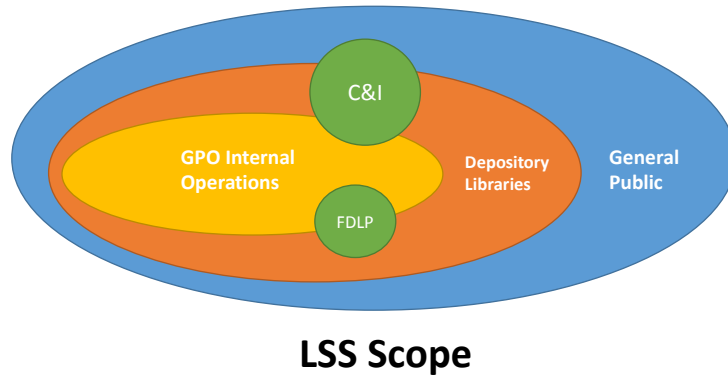 C&I
GPO Internal
Operations
Depository
Libraries
General
Public
FDLP
LSS Scope